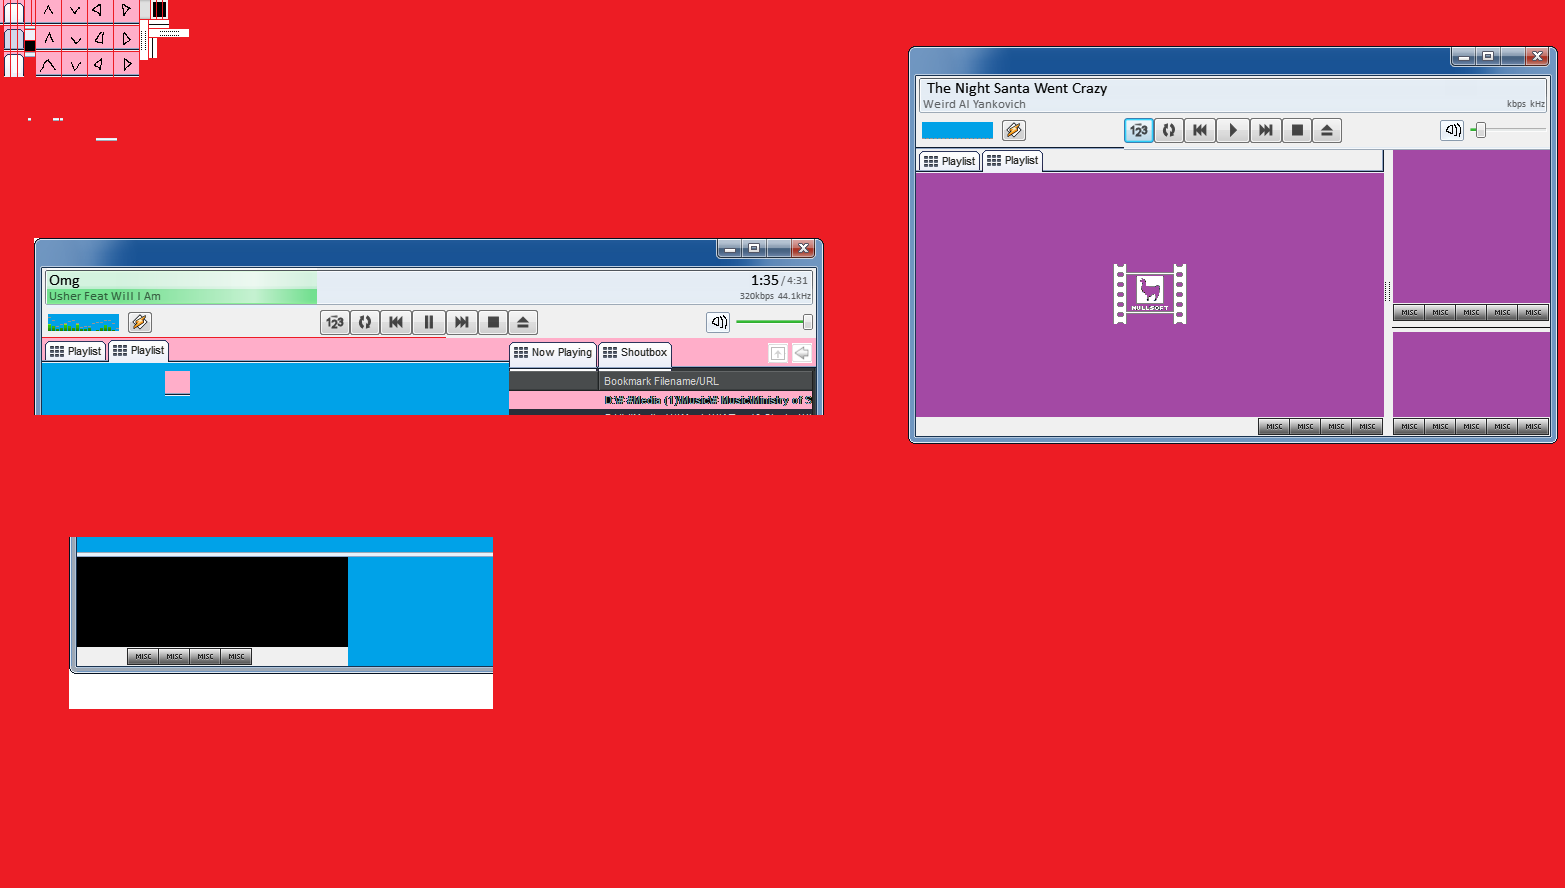 The Night Santa Went Crazy
Weird Al Yankovich
kbps kHz
123
Playlist Playlist
NULLSOFT
MISC MISC MISC MISC MISC
MISC MISC MISC MISC
MISC MISC MISC MISC MISC
Omg
1:35 / 4:31
Usher Feat Will I Am
320kbps 44.1kHz
123
Playlist Playlist
Now Playing Shoutbox
Bookmark Filename/URL
MISC MISC MISC MISC